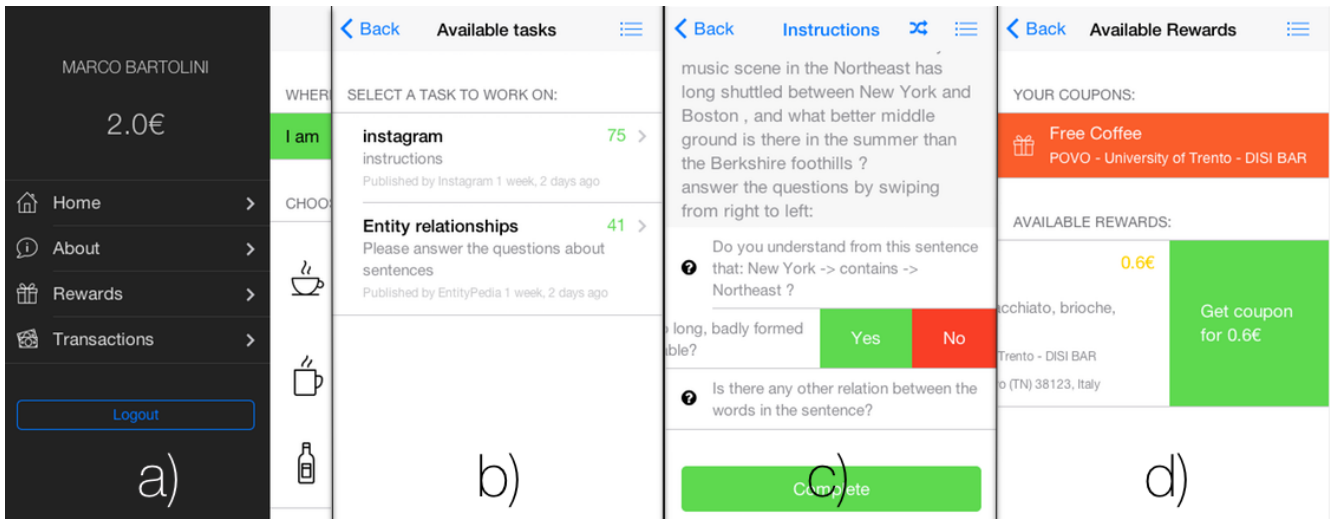 MARCO BARTOLINI
2.0€
Home
About
Rewards
Transactions
Logout
a)
WHER
I am
CHOO
Back Available tasks
SELECT A TASK TO WORK ON:
instagram 75
instructions
Published by Instagram 1 week, 2 days ago
Entity relationships 41
Please answer the questions about
sentences
Published by EntityPedia 1 week, 2 days ago
b)
Back Instructions
music scene in the Northeast has
long shuttled between New York and
Boston , and what better middle
ground is there in the summer than
the Berkshire foothills ?
answer the questions by swiping
from right to left:
Do you understand from this sentence
that: New York -> contains ->
Northeast ?
long, badly formed
able?
Yes No
Is there any other relation between the
words in the sentence?
Complete
c)
Back Available Rewards
YOUR COUPONS:
Free Coffee
POVO - University of Trento - DISI BAR
AVAILABLE REWARDS:
0.6€
acchiato, brioche,
Trento - DISI BAR
o (TN) 38123, Italy
Get coupon
for 0.6€
d)